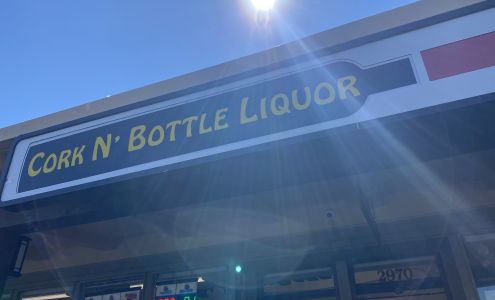 CORK N' BOTTLE LIQUOR
2970